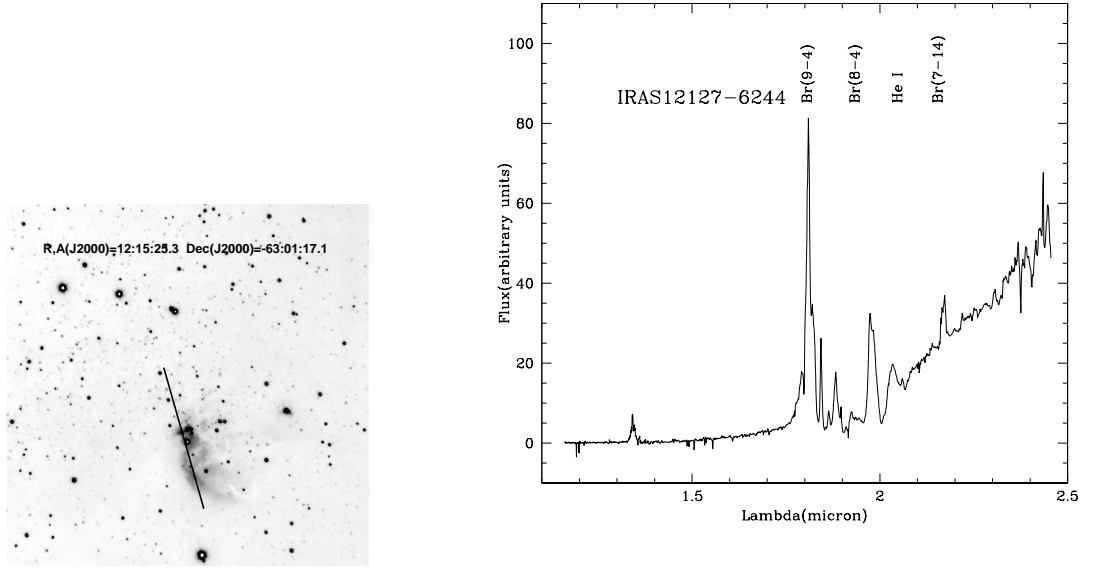 R,A(J2000)=12:15:25.3 Dec(J2000)=-63:01:17.1
100
80
60
40
20
0
Flux(arbitrary units)
IRAS12127-6244
Br(9-4)
Br(8-4)
He I
Br(7-14)
1.5
2
2.5
Lambda(micron)